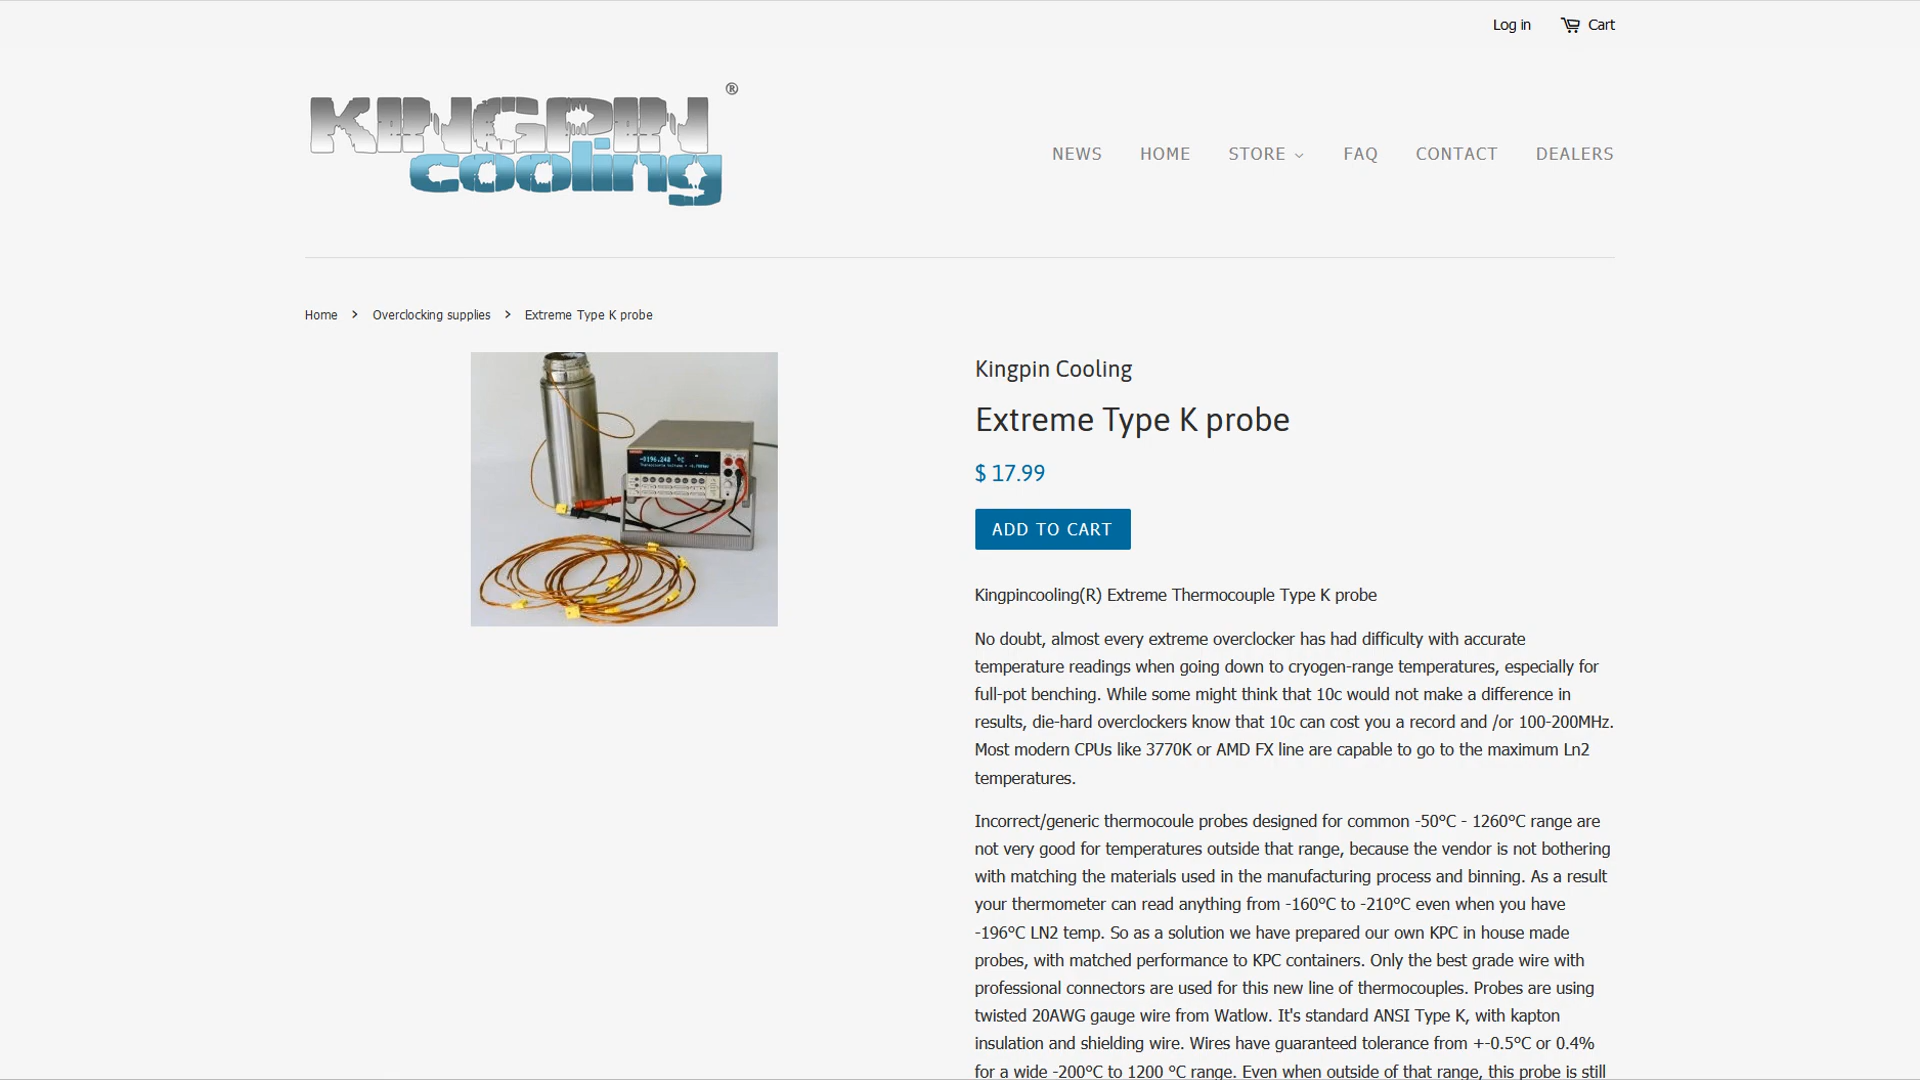 Log in Cart
KINGPIN ®
cooling
NEWS HOME STORE FAQ CONTACT DEALERS
Home › Overclocking supplies › Extreme Type K probe
Kingpin Cooling
Extreme Type K probe
$ 17.99
ADD TO CART
Kingpincooling(R) Extreme Thermocouple Type K probe
No doubt, almost every extreme overclocker has had difficulty with accurate
temperature readings when going down to cryogen-range temperatures, especially for
full-pot benching. While some might think that 10c would not make a difference in
results, die-hard overclockers know that 10c can cost you a record and /or 100-200MHz.
Most modern CPUs like 3770K or AMD FX line are capable to go to the maximum Ln2
temperatures.
Incorrect/generic thermocoule probes designed for common -50°C - 1260°C range are
not very good for temperatures outside that range, because the vendor is not bothering
with matching the materials used in the manufacturing process and binning. As a result
your thermometer can read anything from -160°C to -210°C even when you have
-196°C LN2 temp. So as a solution we have prepared our own KPC in house made
probes, with matched performance to KPC containers. Only the best grade wire with
professional connectors are used for this new line of thermocouples. Probes are using
twisted 20AWG gauge wire from Watlow. It's standard ANSI Type K, with kapton
insulation and shielding wire. Wires have guaranteed tolerance from +-0.5°C or 0.4%
for a wide -200°C to 1200 °C range. Even when outside of that range, this probe is still